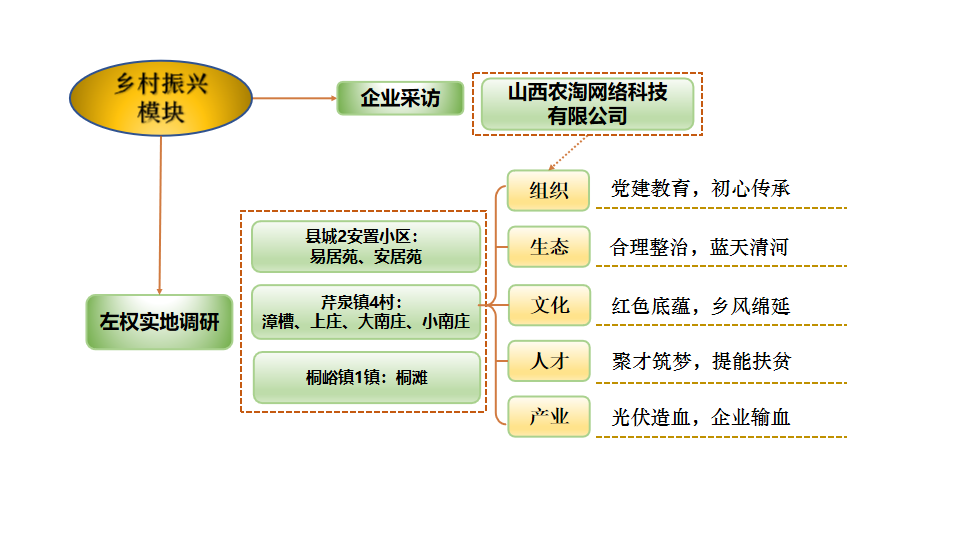 乡村振兴
模块
企业采访
山西农淘网络科技
有限公司
左权实地调研
县城2安置小区：
易居苑、安居苑
芹泉镇4村：
漳槽、上庄、大南庄、小南庄
桐峪镇1镇：桐滩
组织
党建教育，初心传承
生态
合理整治，蓝天清河
文化
红色底蕴，乡风绵延
人才
聚才筑梦，提能扶贫
产业
光伏造血，企业输血